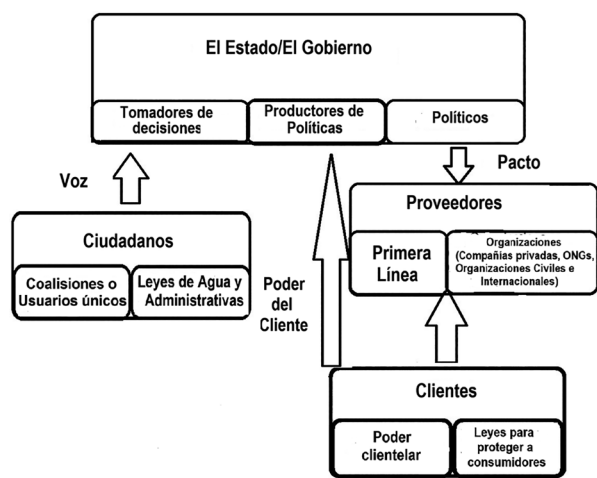 El Estado/El Gobierno
Tomadores de
decisiones
Productores de
Políticas
Políticos
Voz
Pacto
Ciudadanos
Coalisiones o
Usuarios únicos
Leyes de Agua y
Administrativas
Proveedores
Primera
Línea
Organizaciones
(Compañias privadas, ONGs,
Organizaciones Civiles e
Internacionales)
Poder
del
Cliente
Clientes
Poder
clientelar
Leyes para
proteger a
consumidores